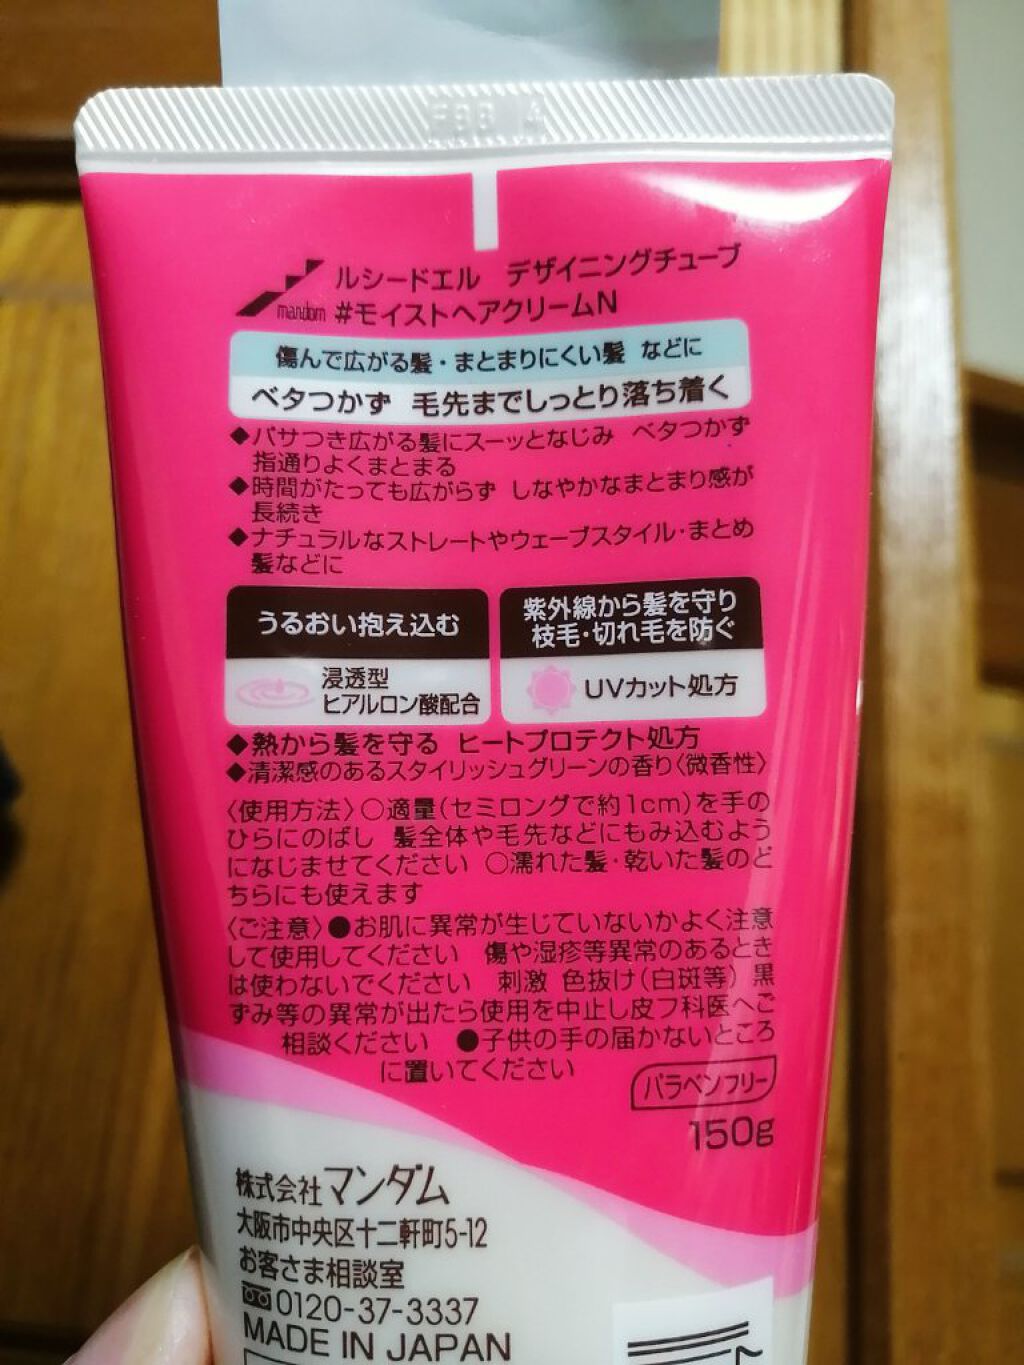 mandom
ルシードエル デザイニングチューブ
#モイストヘアクリームN
傷んで広がる髪・まとまりにくい髪 などに
ベタつかず 毛先までしっとり落ち着く
◆パサつき広がる髪にスーッとなじみ ベタつかず
指通りよくまとまる
◆時間がたっても広がらず しなやかなまとまり感が
長続き
◆ナチュラルなストレートやウェーブスタイル・まとめ
髪などに
うるおい抱え込む
浸透型
ヒアルロン酸配合
紫外線から髪を守り
枝毛・切れ毛を防ぐ
UVカット処方
◆熱から髪を守る ヒートプロテクト処方
◆清潔感のあるスタイリッシュグリーンの香り〈微香性〉
〈使用方法〉○適量(セミロングで約1cm)を手の
ひらにのばし 髪全体や毛先などにもみ込むよう
になじませてください ○濡れた髪・乾いた髪のど
ちらにも使えます
〈ご注意〉●お肌に異常が生じていないかよく注意
して使用してください 傷や湿疹等異常のあるとき
は使わないでください 刺激 色抜け(白斑等) 黒
ずみ等の異常が出たら使用を中止し皮フ科医へご
相談ください ●子供の手の届かないところ
に置いてください
パラベンフリー
150g
株式会社マンダム
大阪市中央区十二軒町5-12
お客さま相談室
0120-37-3337
MADE IN JAPAN